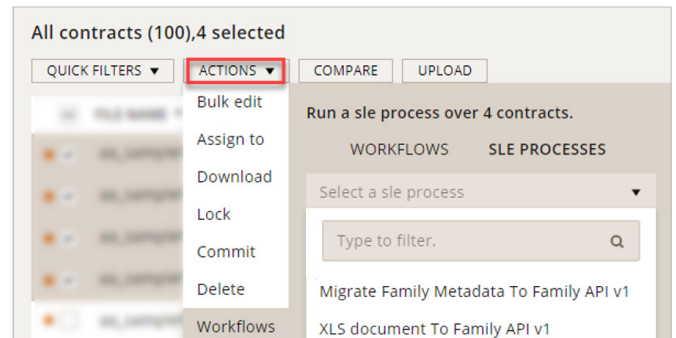 All contracts (100),4 selected
QUICK FILTERS ▼ ACTIONS ▼ COMPARE UPLOAD
Bulk edit
Assign to
Download
Lock
Commit
Delete
Workflows
Run a sle process over 4 contracts.
WORKFLOWS SLE PROCESSES
Select a sle process ▼
Type to filter.
Migrate Family Metadata To Family API v1
XLS document To Family API v1